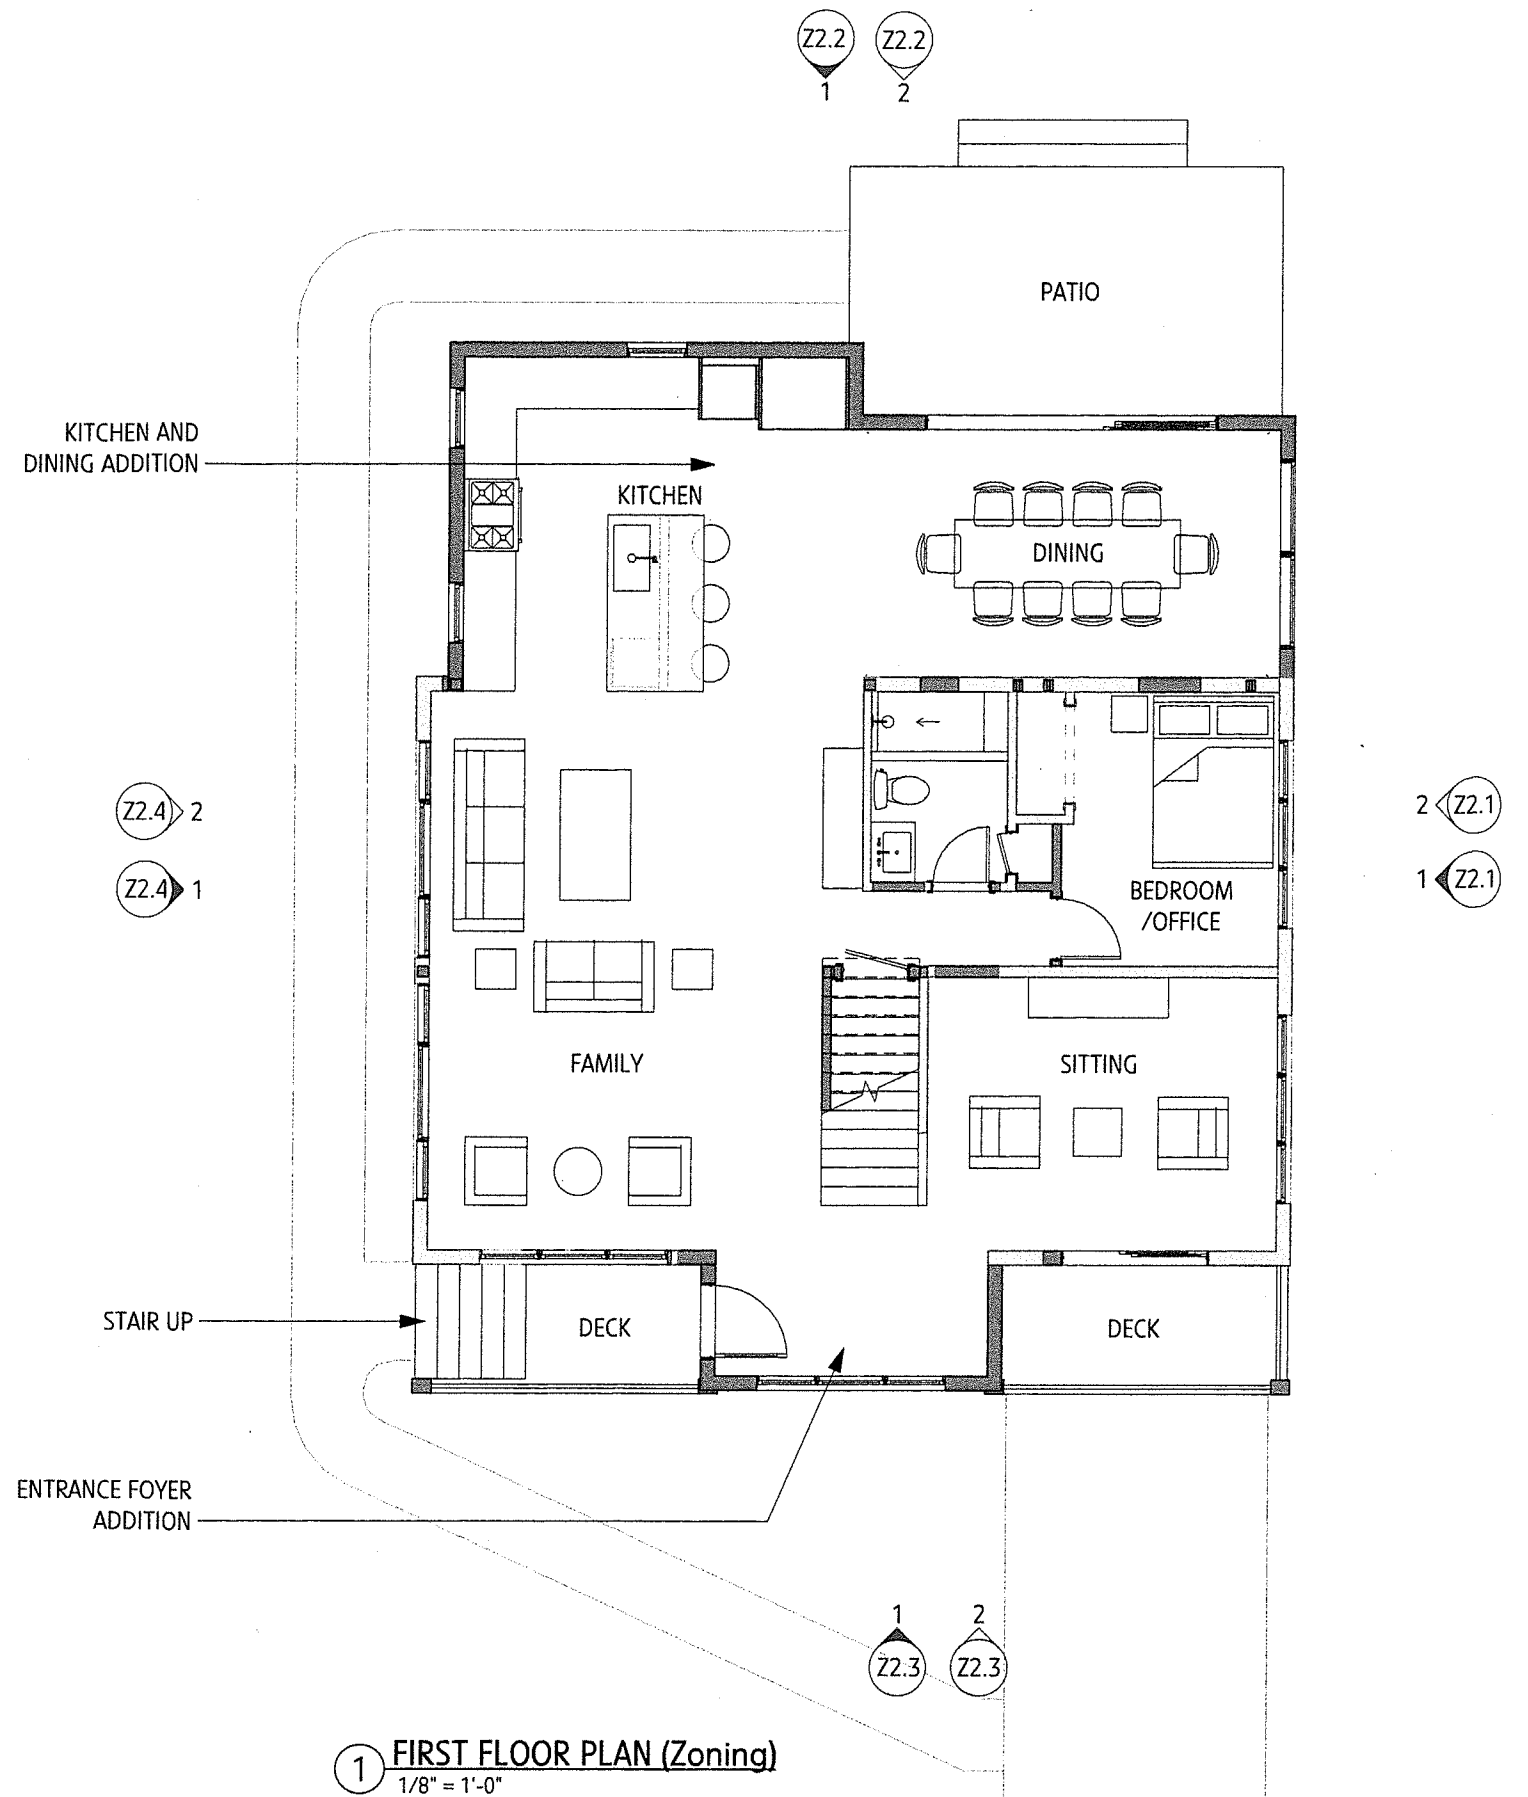 Z2.2 Z2.2
1 2
PATIO
KITCHEN AND
DINING ADDITION
KITCHEN
DINING
Z2.4 2
Z2.4 1
2 Z2.1
1 Z2.1
BEDROOM
/OFFICE
FAMILY
SITTING
STAIR UP
DECK
DECK
ENTRANCE FOYER
ADDITION
1 2
Z2.3 Z2.3
1 FIRST FLOOR PLAN (Zoning)
1/8" = 1'-0"